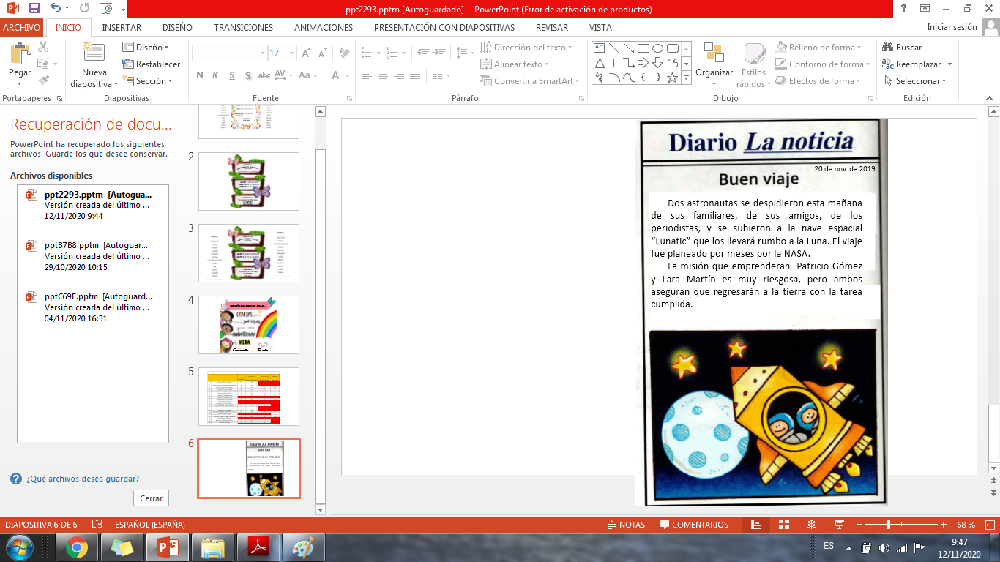 ppt2293.pptm [Autoguardado] - PowerPoint (Error de activación de productos)
ARCHIVO
INICIO
INSERTAR
DISEÑO
TRANSICIONES
ANIMACIONES
PRESENTACIÓN CON DIAPOSITIVAS
REVISAR
VISTA
Iniciar sesión
Pegar
Nueva
diapositiva
Diseño
Restablecer
Sección
12
N K S S abc AV Aa A
Dirección del texto
Alinear texto
Convertir a SmartArt
Organizar
Estilos
rápidos
Relleno de forma
Contorno de forma
Efectos de forma
Buscar
Reemplazar
Seleccionar
Portapapeles
Diapositivas
Fuente
Párrafo
Dibujo
Edición
Recuperación de docu...
PowerPoint ha recuperado los siguientes
archivos. Guarde los que desee conservar.
Archivos disponibles
ppt2293.pptm [Autogua...
Versión creada del último ...
12/11/2020 9:44
pptB7B8.pptm [Autoguar...
Versión creada del último ...
29/10/2020 10:15
pptC69E.pptm [Autoguard...
Versión creada del último ...
04/11/2020 16:31
¿Qué archivos desea guardar?
Cerrar
2
3
4
GRACIAS
VIDA
5
6
Diario La noticia
Buen viaje
Diario La noticia
20 de nov. de 2019
Buen viaje
Dos astronautas se despidieron esta mañana
de sus familiares, de sus amigos, de los
periodistas, y se subieron a la nave espacial
“Lunatic” que los llevará rumbo a la Luna. El viaje
fue planeado por meses por la NASA.
La misión que emprenderán Patricio Gómez
y Lara Martín es muy riesgosa, pero ambos
aseguran que regresarán a la tierra con la tarea
cumplida.
DIAPOSITIVA 6 DE 6
ESPAÑOL (ESPAÑA)
NOTAS
COMENTARIOS
68 %
ES
9:47
12/11/2020